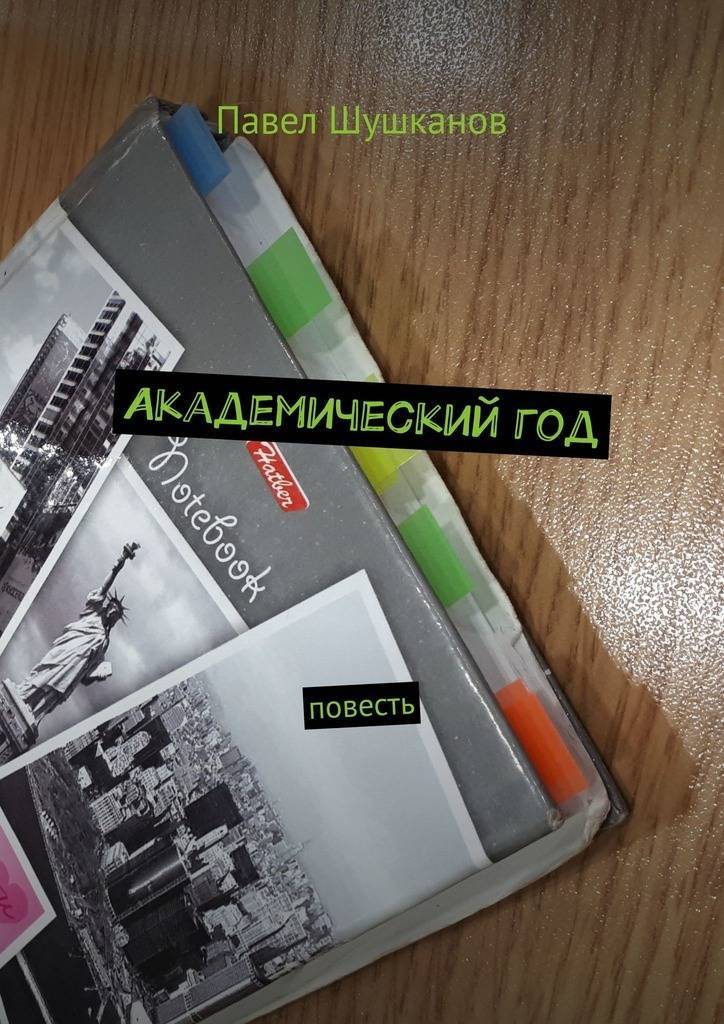 Павел Шушканов
АКАДЕМИЧЕСКИЙ ГОД
Hatber
Notebook
повесть